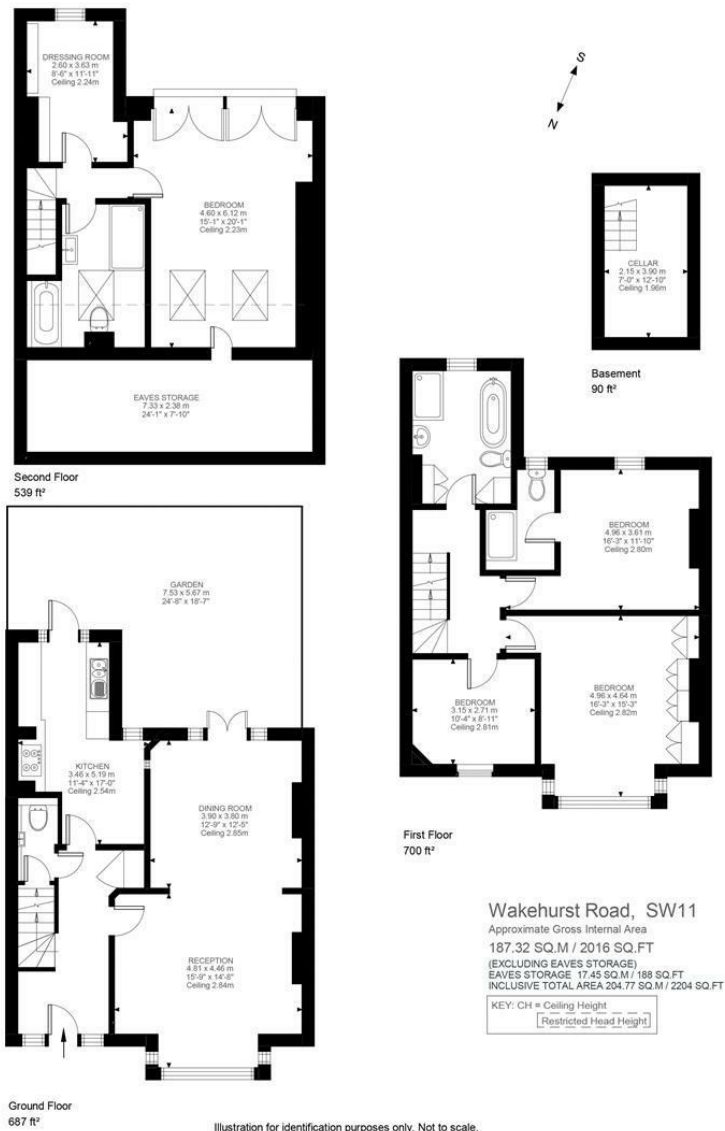 DRESSING ROOM
2.60 x 3.63 m
8'-6" x 11'-11"
Ceiling 2.24m
BEDROOM
4.60 x 6.12 m
15'-1" x 20'-1"
Ceiling 2.23m
EAVES STORAGE
7.33 x 2.38 m
24'-1" x 7'-10"
Second Floor
539 ft²
S
N
CELLAR
2.15 x 3.90 m
7'-0" x 12'-10"
Ceiling 1.96m
Basement
90 ft²
BEDROOM
4.96 x 3.61 m
16'-3" x 11'-10"
Ceiling 2.80m
BEDROOM
4.96 x 4.64 m
16'-3" x 15'-3"
Ceiling 2.82m
BEDROOM
3.15 x 2.71 m
10'-4" x 8'-11"
Ceiling 2.81m
First Floor
700 ft²
GARDEN
7.53 x 5.67 m
24'-8" x 18'-7"
KITCHEN
3.46 x 5.19 m
11'-4" x 17'-0"
Ceiling 2.54m
DINING ROOM
3.90 x 3.80 m
12'-9" x 12'-5"
Ceiling 2.85m
RECEPTION
4.81 x 4.46 m
15'-9" x 14'-8"
Ceiling 2.84m
Ground Floor
687 ft²
Wakehurst Road, SW11
Approximate Gross Internal Area
187.32 SQ.M / 2016 SQ.FT
(EXCLUDING EAVES STORAGE)
EAVES STORAGE 17.45 SQ.M / 188 SQ.FT
INCLUSIVE TOTAL AREA 204.77 SQ.M / 2204 SQ.FT
KEY: CH = Ceiling Height
Restricted Head Height
Illustration for identification purposes only. Not to scale.